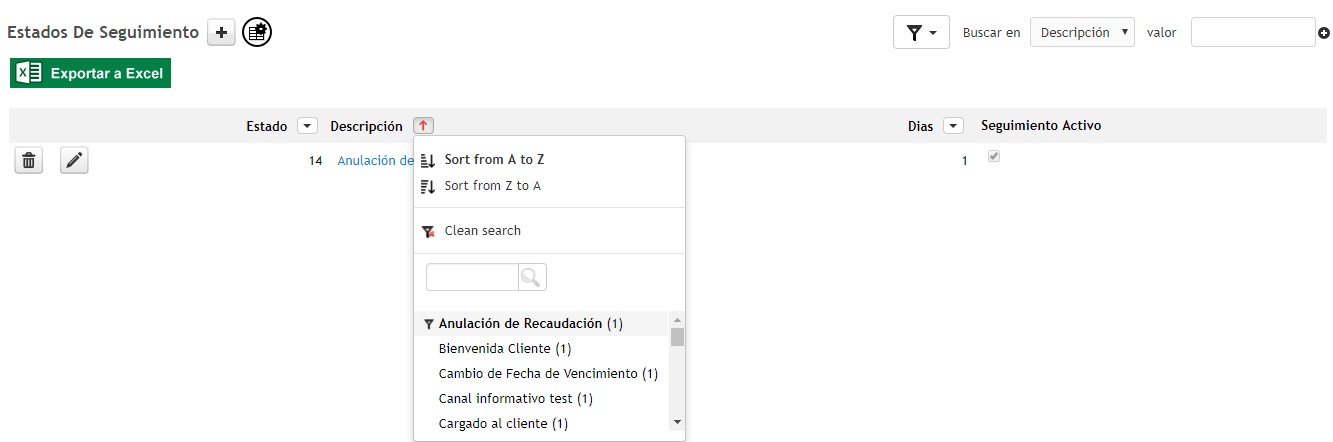 Estados De Seguimiento
Buscar en Descripción valor
Exportar a Excel
Estado Descripción Dias Seguimiento Activo
14 Anulación de 1
Sort from A to Z
Sort from Z to A
Clean search
Anulación de Recaudación (1)
Bienvenida Cliente (1)
Cambio de Fecha de Vencimiento (1)
Canal informativo test (1)
Cargado al cliente (1)